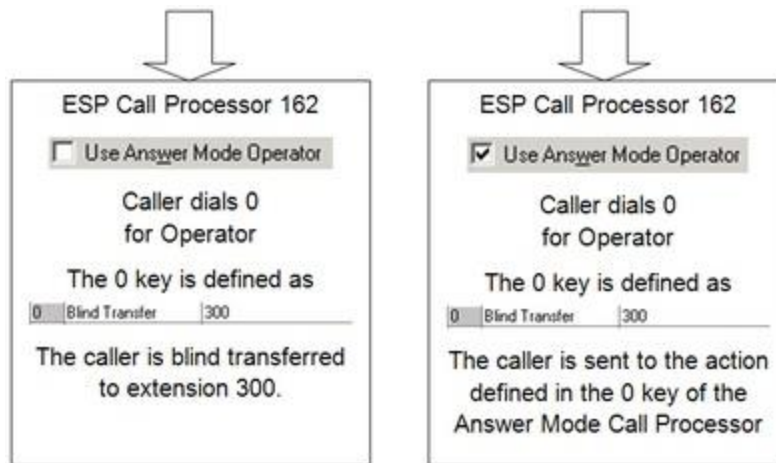 ESP Call Processor 162
Use Answer Mode Operator
Caller dials 0
for Operator
The 0 key is defined as
0 Blind Transfer 300
The caller is blind transferred
to extension 300.
ESP Call Processor 162
Use Answer Mode Operator
Caller dials 0
for Operator
The 0 key is defined as
0 Blind Transfer 300
The caller is sent to the action
defined in the 0 key of the
Answer Mode Call Processor